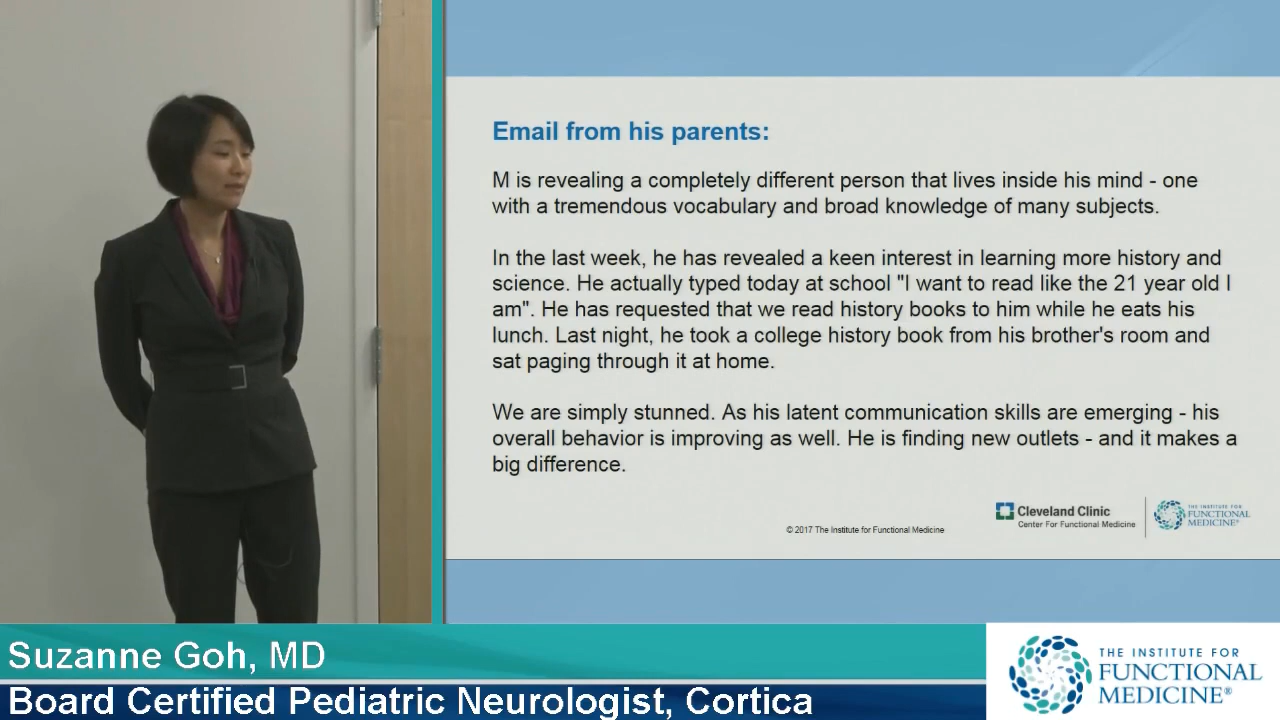 Email from his parents:
M is revealing a completely different person that lives inside his mind - one
with a tremendous vocabulary and broad knowledge of many subjects.
In the last week, he has revealed a keen interest in learning more history and
science. He actually typed today at school "I want to read like the 21 year old I
am". He has requested that we read history books to him while he eats his
lunch. Last night, he took a college history book from his brother's room and
sat paging through it at home.
We are simply stunned. As his latent communication skills are emerging - his
overall behavior is improving as well. He is finding new outlets - and it makes a
big difference.
Cleveland Clinic
Center For Functional Medicine
THE INSTITUTE FOR
FUNCTIONAL
MEDICINE®
© 2017 The Institute for Functional Medicine
Suzanne Goh, MD
Board Certified Pediatric Neurologist, Cortica
THE INSTITUTE FOR
FUNCTIONAL
MEDICINE®